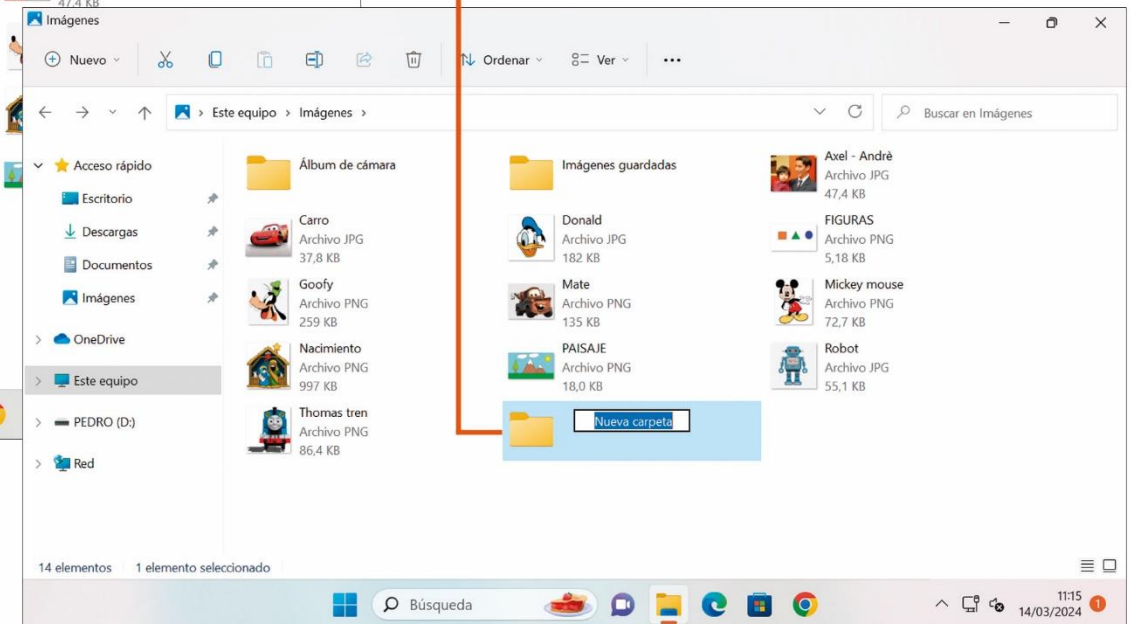 47,4 KB
Imágenes
Nuevo
Ordenar
Ver
Este equipo > Imágenes >
Buscar en Imágenes
Acceso rápido
Escritorio
Descargas
Documentos
Imágenes
OneDrive
Este equipo
PEDRO (D:)
Red
Álbum de cámara
Imágenes guardadas
Axel - Andrè
Archivo JPG
47,4 KB
Carro
Archivo JPG
37,8 KB
Donald
Archivo JPG
182 KB
FIGURAS
Archivo PNG
5,18 KB
Goofy
Archivo PNG
259 KB
Mate
Archivo PNG
135 KB
Mickey mouse
Archivo PNG
72,7 KB
Nacimiento
Archivo PNG
997 KB
PAISAJE
Archivo PNG
18,0 KB
Robot
Archivo JPG
55,1 KB
Thomas tren
Archivo PNG
86,4 KB
Nueva carpeta
14 elementos
1 elemento seleccionado
Búsqueda
11:15
14/03/2024
1